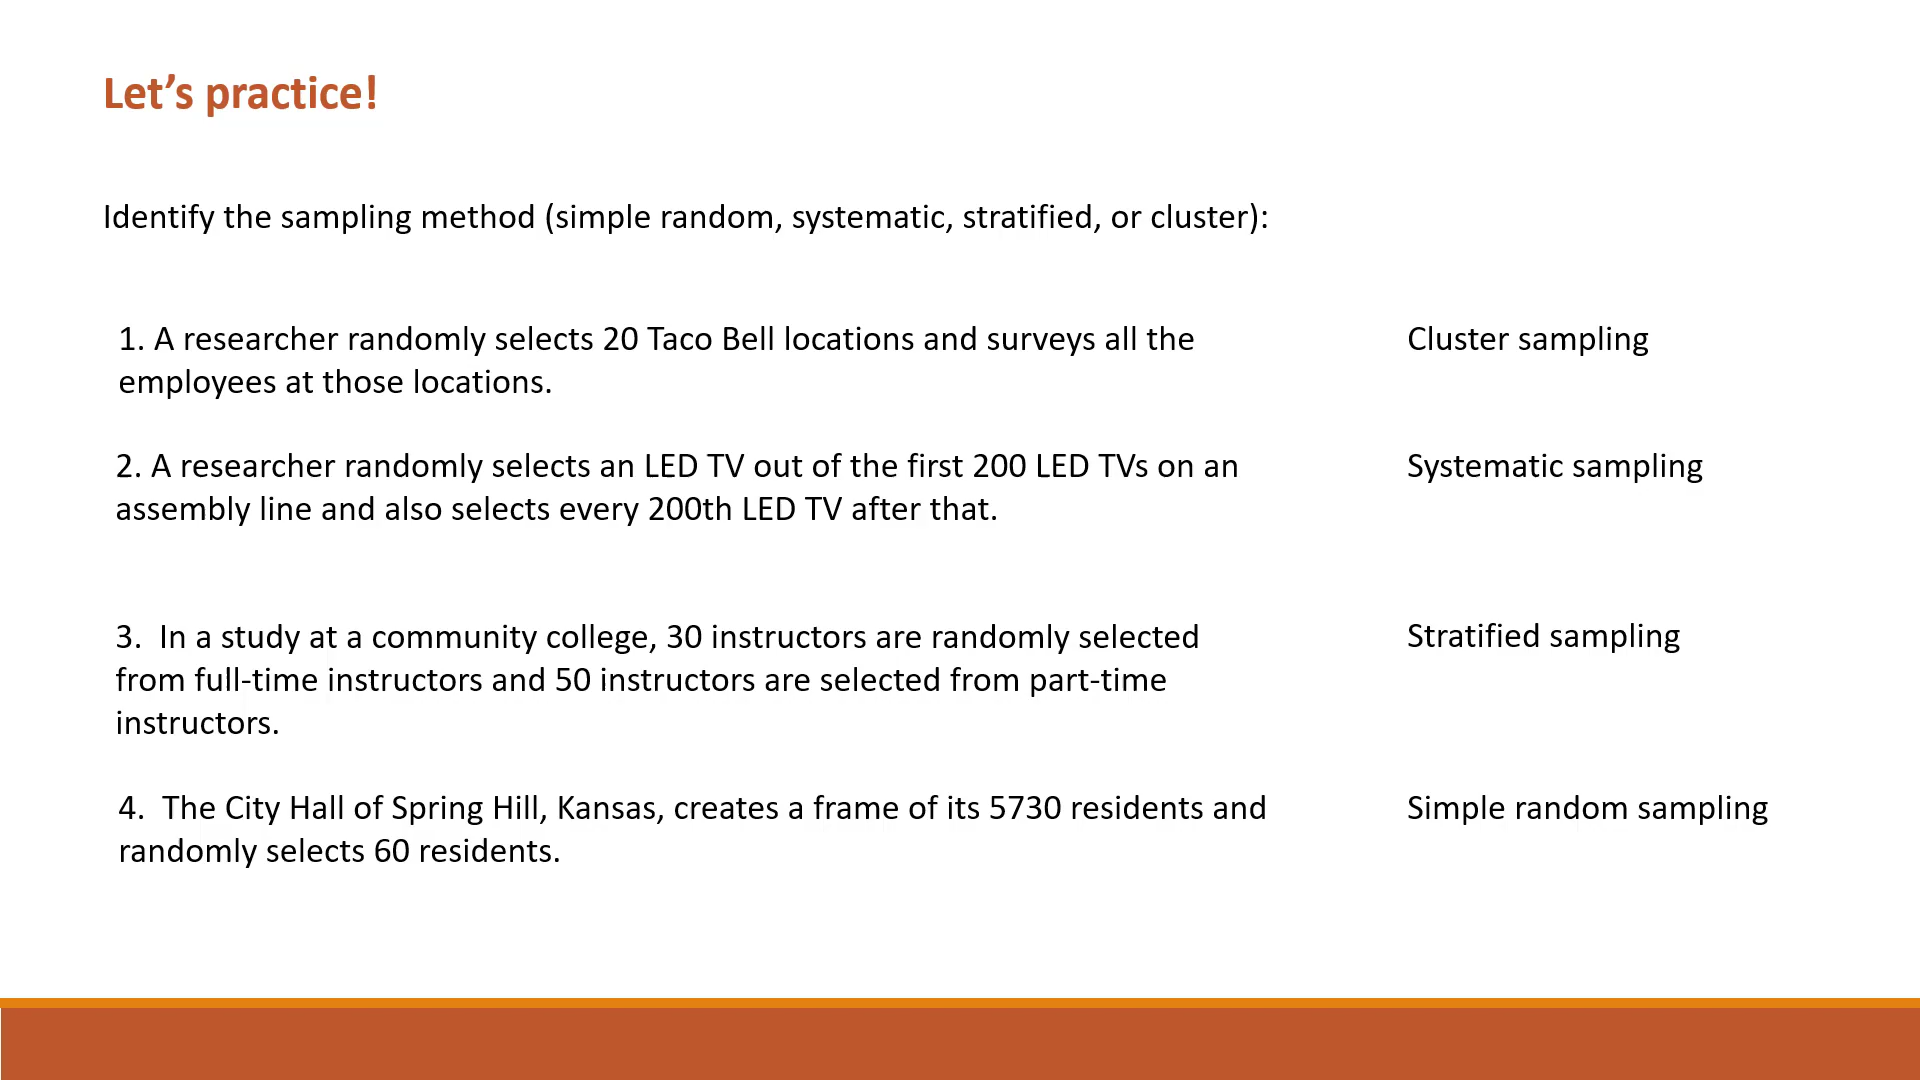 Let’s practice!
Identify the sampling method (simple random, systematic, stratified, or cluster):
1. A researcher randomly selects 20 Taco Bell locations and surveys all the
employees at those locations.
Cluster sampling
2. A researcher randomly selects an LED TV out of the first 200 LED TVs on an
assembly line and also selects every 200th LED TV after that.
Systematic sampling
3.  In a study at a community college, 30 instructors are randomly selected
from full-time instructors and 50 instructors are selected from part-time
instructors.
Stratified sampling
4.  The City Hall of Spring Hill, Kansas, creates a frame of its 5730 residents and
randomly selects 60 residents.
Simple random sampling